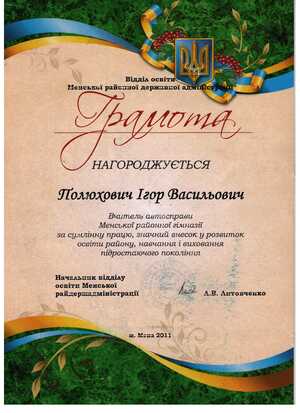 Відділ освіти
Менської районної державної адміністрації
Грамота
НАГОРОДЖУЄТЬСЯ
Полюхович Ігор Васильович
Вчитель автосправи
Менської районної гімназії
за сумлінну працю, значний внесок у розвиток
освіти району, навчання і виховання
підростаючого покоління
Начальник відділу
освіти Менської
райдержадміністрації
А.В. Литовченко
м. Мена 2011